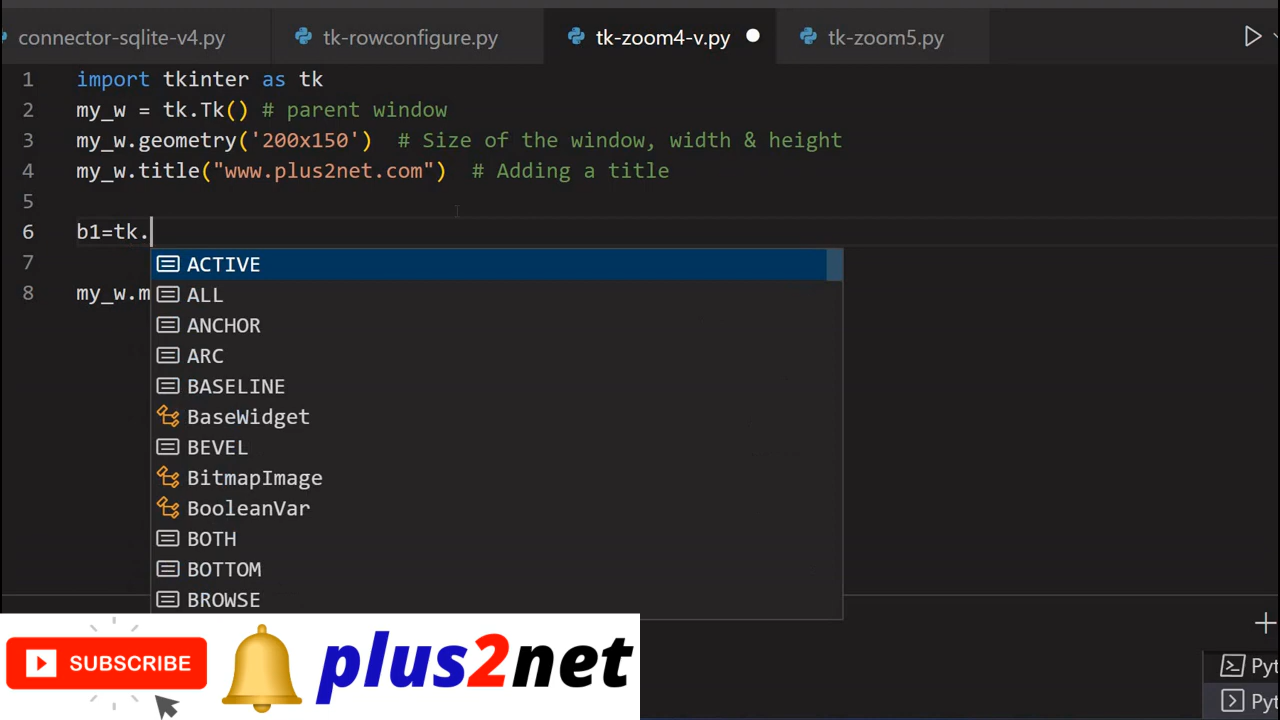 connector-sqlite-v4.py tk-rowconfigure.py tk-zoom4-v.py tk-zoom5.py
1 import tkinter as tk
2 my_w = tk.Tk() # parent window
3 my_w.geometry('200x150') # Size of the window, width & height
4 my_w.title("www.plus2net.com") # Adding a title
5
6 b1=tk.
7
8 my_w.m
ACTIVE
ALL
ANCHOR
ARC
BASELINE
BaseWidget
BEVEL
BitmapImage
BooleanVar
BOTH
BOTTOM
BROWSE
SUBSCRIBE plus2net
Pyt
Pyt